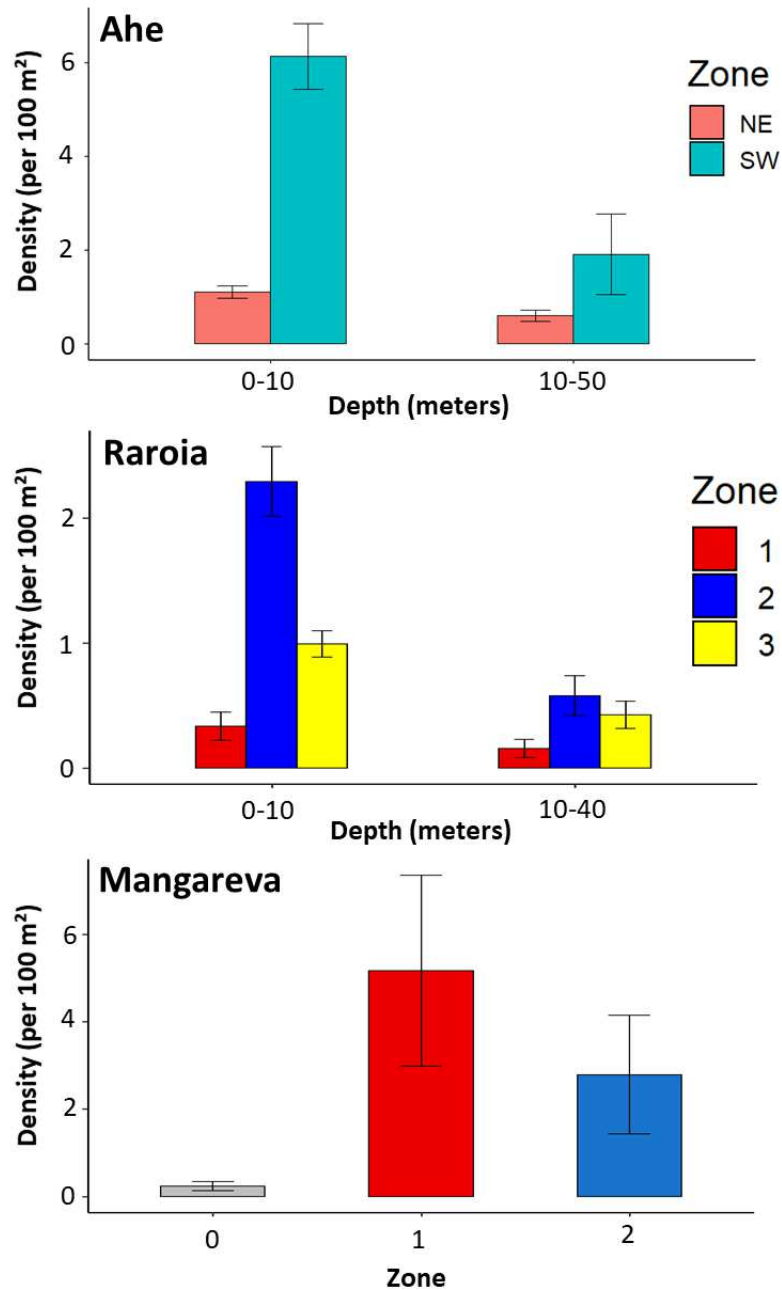 Ahe
Density (per 100 m²)
6
4
2
0
0-10
10-50
Depth (meters)
Zone
NE
SW
Raroia
Density (per 100 m²)
2
1
0
0-10
10-40
Depth (meters)
Zone
1
2
3
Mangareva
Density (per 100 m²)
6
4
2
0
0
1
2
Zone